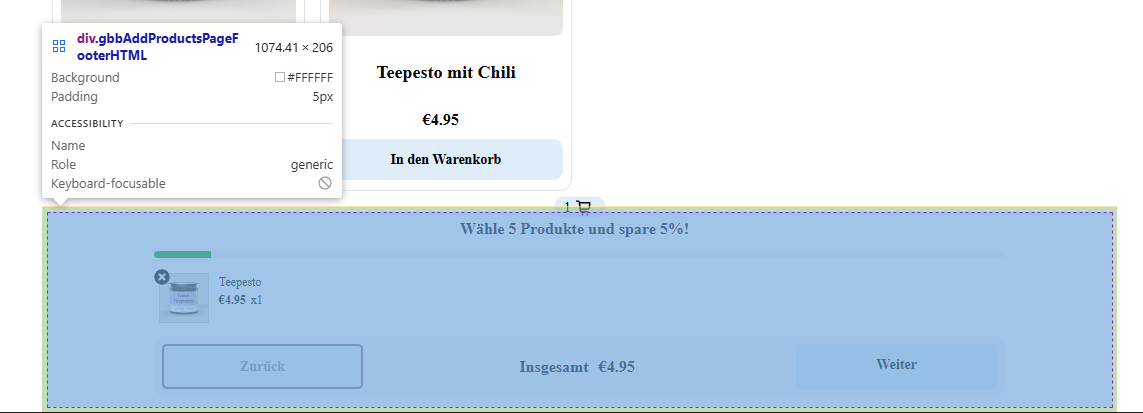 div.gbbAddProductsPageF
ooterHTML
1074.41 × 206
Background
#FFFFFF
Padding
5px
ACCESSIBILITY
Name
Role
generic
Keyboard-focusable
Teepesto mit Chili
€4.95
In den Warenkorb
1
Wähle 5 Produkte und spare 5%!
Teepesto
€4.95 x1
Zurück
Insgesamt €4.95
Weiter